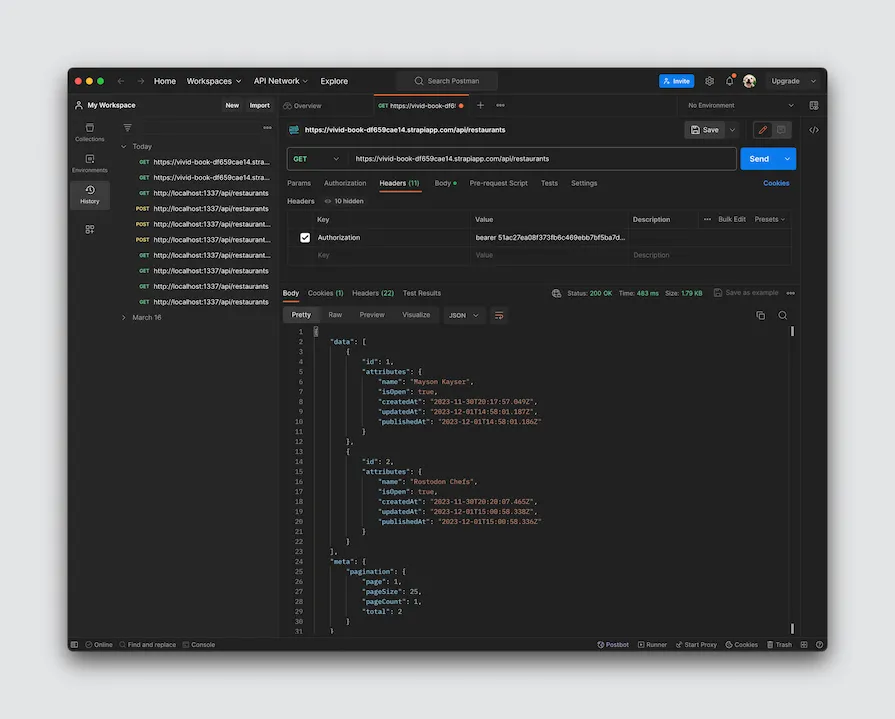 Home Workspaces API Network Explore Search Postman Invite Upgrade
My Workspace New Import Overview GET https://vivid-book-df6! No Environment
Collections
Environments
History
Today
GET https://vivid-book-df659cae14.stra...
GET https://vivid-book-df659cae14.stra...
GET http://localhost:1337/api/restaurants
POST http://localhost:1337/api/restaurants
POST http://localhost:1337/api/restaurant...
POST http://localhost:1337/api/restaurant...
GET http://localhost:1337/api/restaurant...
GET http://localhost:1337/api/restaurants
GET http://localhost:1337/api/restaurants
GET http://localhost:1337/api/restaurants
March 16
https://vivid-book-df659cae14.strapiapp.com/api/restaurants Save
GET https://vivid-book-df659cae14.strapiapp.com/api/restaurants Send
Params Authorization Headers (11) Body Pre-request Script Tests Settings Cookies
Headers 10 hidden
Key Value Description Bulk Edit Presets
Authorization bearer 51ac27ea08f373fb6c469ebb7bf5ba7d...
Key Value Description
Body Cookies (1) Headers (22) Test Results Status: 200 OK Time: 483 ms Size: 1.79 KB Save as example
Pretty Raw Preview Visualize JSON
1 {
2 "data": [
3 {
4 "id": 1,
5 "attributes": {
6 "name": "Mayson Kayser",
7 "isOpen": true,
8 "createdAt": "2023-11-30T20:17:57.049Z",
9 "updatedAt": "2023-12-01T14:58:01.187Z",
10 "publishedAt": "2023-12-01T14:58:01.186Z"
11 }
12 },
13 {
14 "id": 2,
15 "attributes": {
16 "name": "Rostodon Chefs",
17 "isOpen": true,
18 "createdAt": "2023-11-30T20:20:07.465Z",
19 "updatedAt": "2023-12-01T15:00:58.338Z",
20 "publishedAt": "2023-12-01T15:00:58.336Z"
21 }
22 }
23 ],
24 "meta": {
25 "pagination": {
26 "page": 1,
27 "pageSize": 25,
28 "pageCount": 1,
29 "total": 2
30 }
31 }
Online Find and replace Console Postbot Runner Start Proxy Cookies Trash